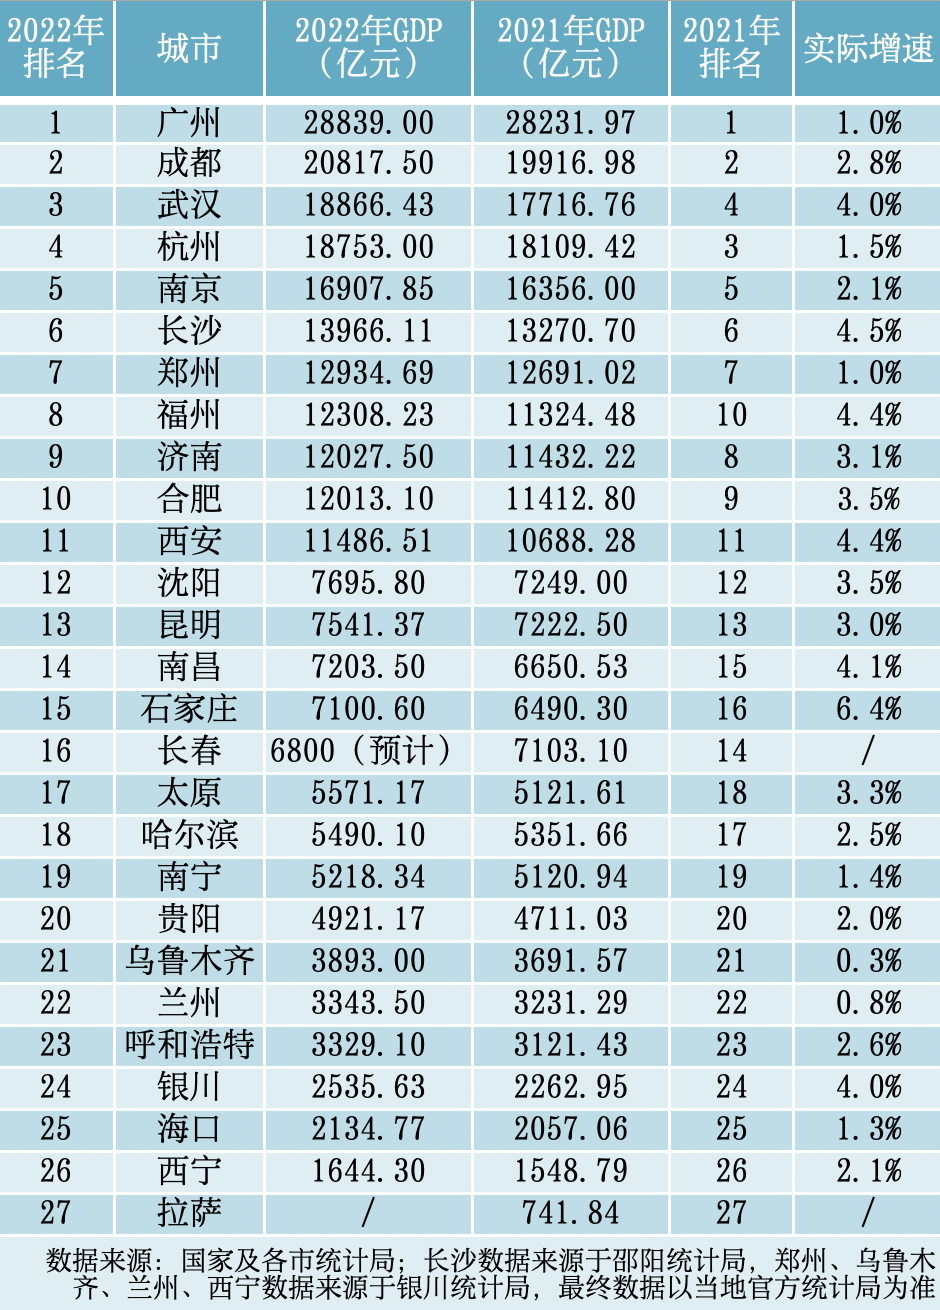 2022年排名 城市 2022年GDP（亿元） 2021年GDP（亿元） 2021年排名 实际增速
1 广州 28839.00 28231.97 1 1.0%
2 成都 20817.50 19916.98 2 2.8%
3 武汉 18866.43 17716.76 4 4.0%
4 杭州 18753.00 18109.42 3 1.5%
5 南京 16907.85 16356.00 5 2.1%
6 长沙 13966.11 13270.70 6 4.5%
7 郑州 12934.69 12691.02 7 1.0%
8 福州 12308.23 11324.48 10 4.4%
9 济南 12027.50 11432.22 8 3.1%
10 合肥 12013.10 11412.80 9 3.5%
11 西安 11486.51 10688.28 11 4.4%
12 沈阳 7695.80 7249.00 12 3.5%
13 昆明 7541.37 7222.50 13 3.0%
14 南昌 7203.50 6650.53 15 4.1%
15 石家庄 7100.60 6490.30 16 6.4%
16 长春 6800（预计） 7103.10 14 /
17 太原 5571.17 5121.61 18 3.3%
18 哈尔滨 5490.10 5351.66 17 2.5%
19 南宁 5218.34 5120.94 19 1.4%
20 贵阳 4921.17 4711.03 20 2.0%
21 乌鲁木齐 3893.00 3691.57 21 0.3%
22 兰州 3343.50 3231.29 22 0.8%
23 呼和浩特 3329.10 3121.43 23 2.6%
24 银川 2535.63 2262.95 24 4.0%
25 海口 2134.77 2057.06 25 1.3%
26 西宁 1644.30 1548.79 26 2.1%
27 拉萨 / 741.84 27 /
数据来源：国家及各市统计局；长沙数据来源于邵阳统计局，郑州、乌鲁木
齐、兰州、西宁数据来源于银川统计局，最终数据以当地官方统计局为准